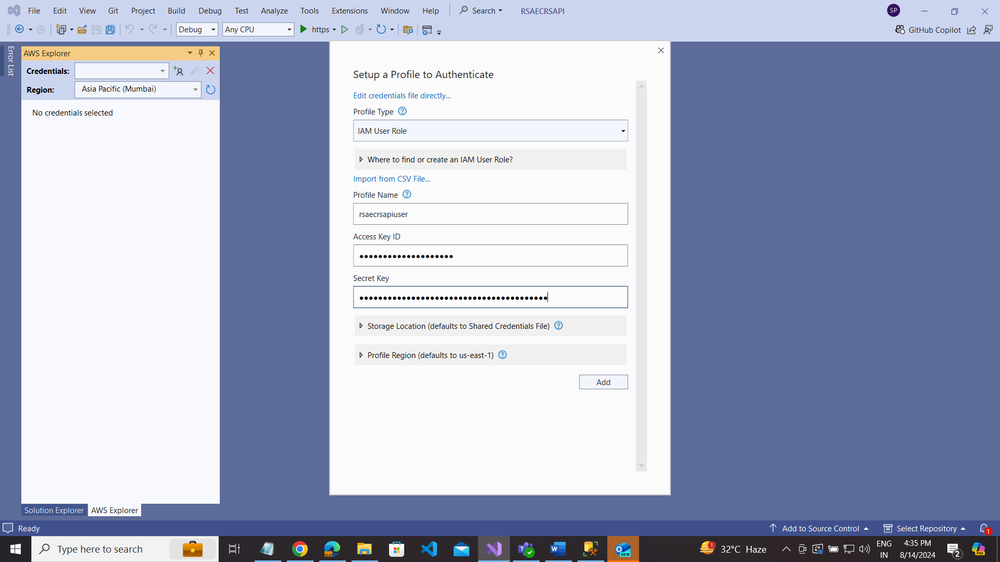 File Edit View Git Project Build Debug Test Analyze Tools Extensions Window Help Search RSAECRSAPI SP
Debug Any CPU https GitHub Copilot
Error List
AWS Explorer
Credentials:
Region: Asia Pacific (Mumbai)
No credentials selected
Setup a Profile to Authenticate
Edit credentials file directly...
Profile Type ?
IAM User Role
Where to find or create an IAM User Role?
Import from CSV File...
Profile Name ?
rsaecrsapiuser
Access Key ID
●●●●●●●●●●●●●●●●●●●●
Secret Key
●●●●●●●●●●●●●●●●●●●●●●●●●●●●●●●●●●●●●●●●
Storage Location (defaults to Shared Credentials File) ?
Profile Region (defaults to us-east-1) ?
Add
Solution Explorer AWS Explorer
Ready Add to Source Control Select Repository 1
Type here to search NEW 1 32°C Haze ENG IN 4:35 PM 8/14/2024 2 PRE